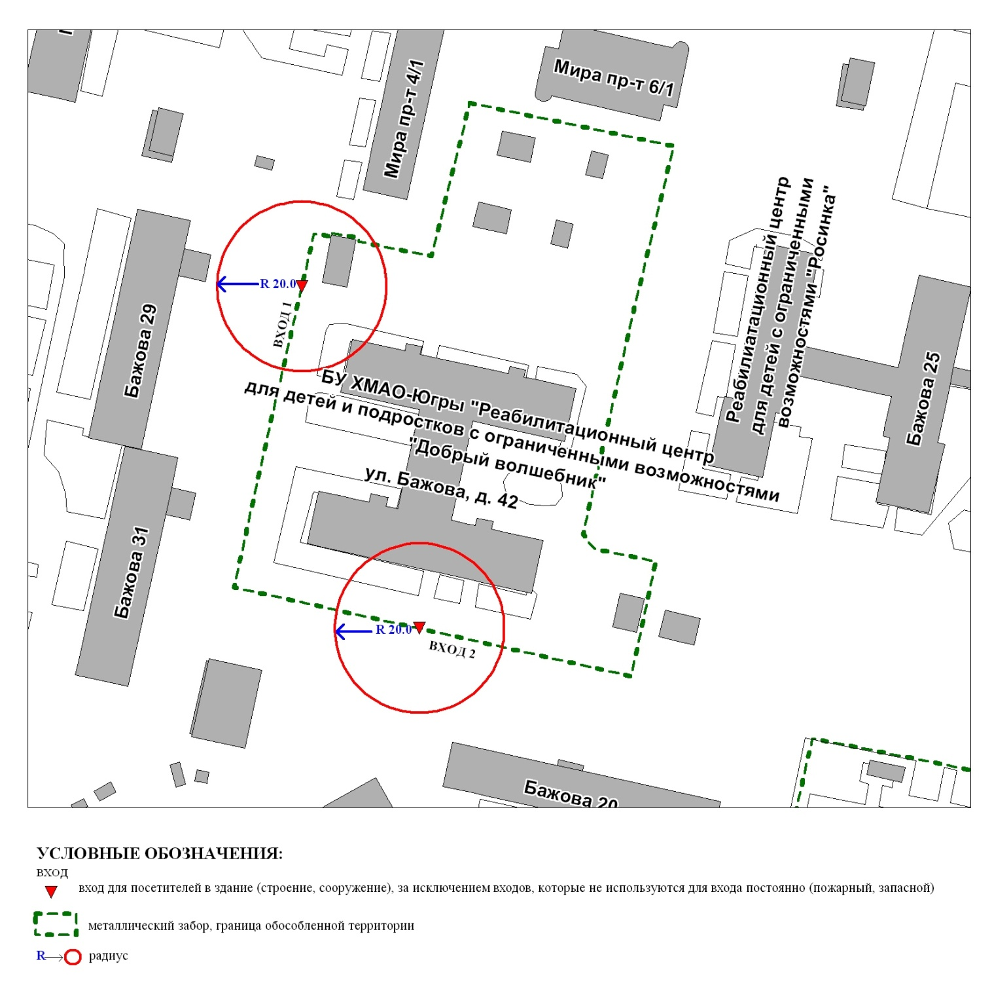 Мира пр-т 4/1
Мира пр-т 6/1
Реабилиатационный центр
для детей с ограниченными
возможностями "Росинка"
R 20.0
ВХОД 1
Бажова 29
Бажова 25
БУ ХМАО-Югры "Реабилитационный центр
для детей и подростков с ограниченными возможностями
"Добрый волшебник"
ул. Бажова, д. 42
Бажова 31
R 20.0
ВХОД 2
Бажова 20
УСЛОВНЫЕ ОБОЗНАЧЕНИЯ:
ВХОД
вход для посетителей в здание (строение, сооружение), за исключением входов, которые не используются для входа постоянно (пожарный, запасной)
металлический забор, граница обособленной территории
R
радиус